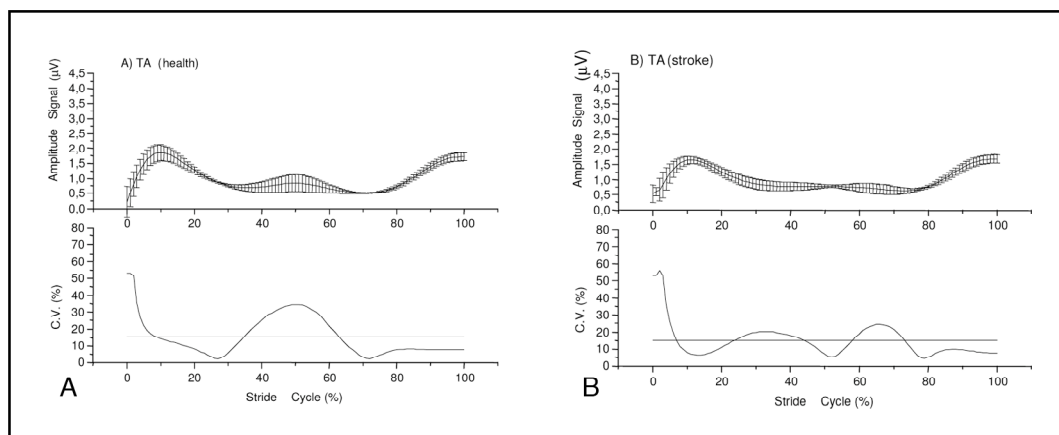 A) TA (health)
Amplitude Signal (μV)
4,5
4,0
3,5
3,0
2,5
2,0
1,5
1,0
0,5
0,0
0 20 40 60 80 100
C.V. (%)
80
70
60
50
40
30
20
10
0
0 20 40 60 80 100
Stride Cycle (%)
A
B) TA (stroke)
Amplitude Signal (μV)
4,5
4,0
3,5
3,0
2,5
2,0
1,5
1,0
0,5
0,0
0 20 40 60 80 100
C.V. (%)
80
70
60
50
40
30
20
10
0
0 20 40 60 80 100
Stride Cycle (%)
B